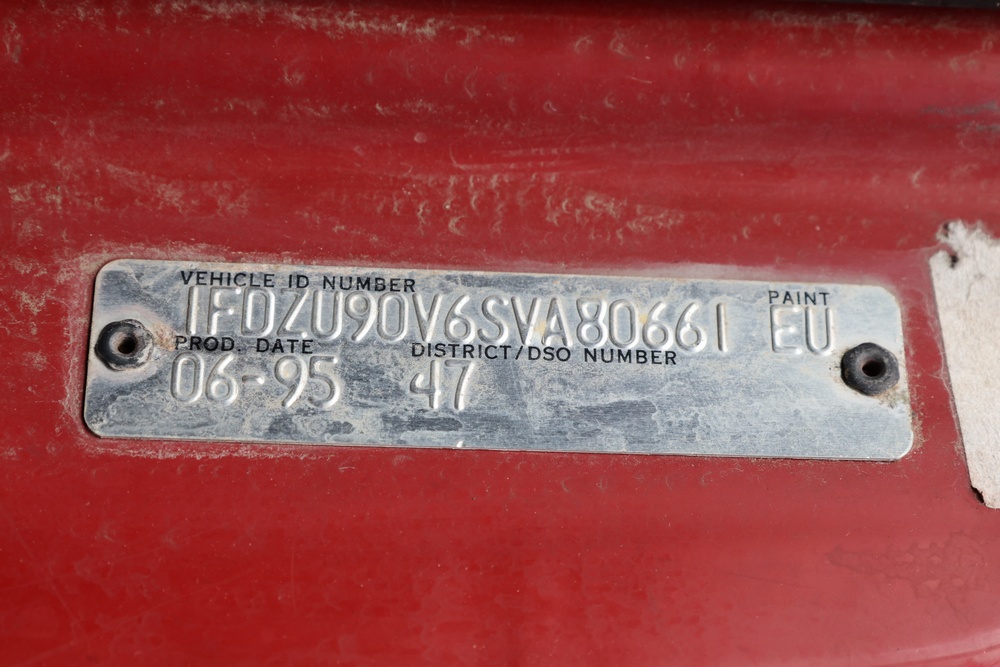 VEHICLE ID NUMBER PAINT
1FDZU90V6SVA80661 EU
PROD. DATE DISTRICT/DSO NUMBER
06-95 47